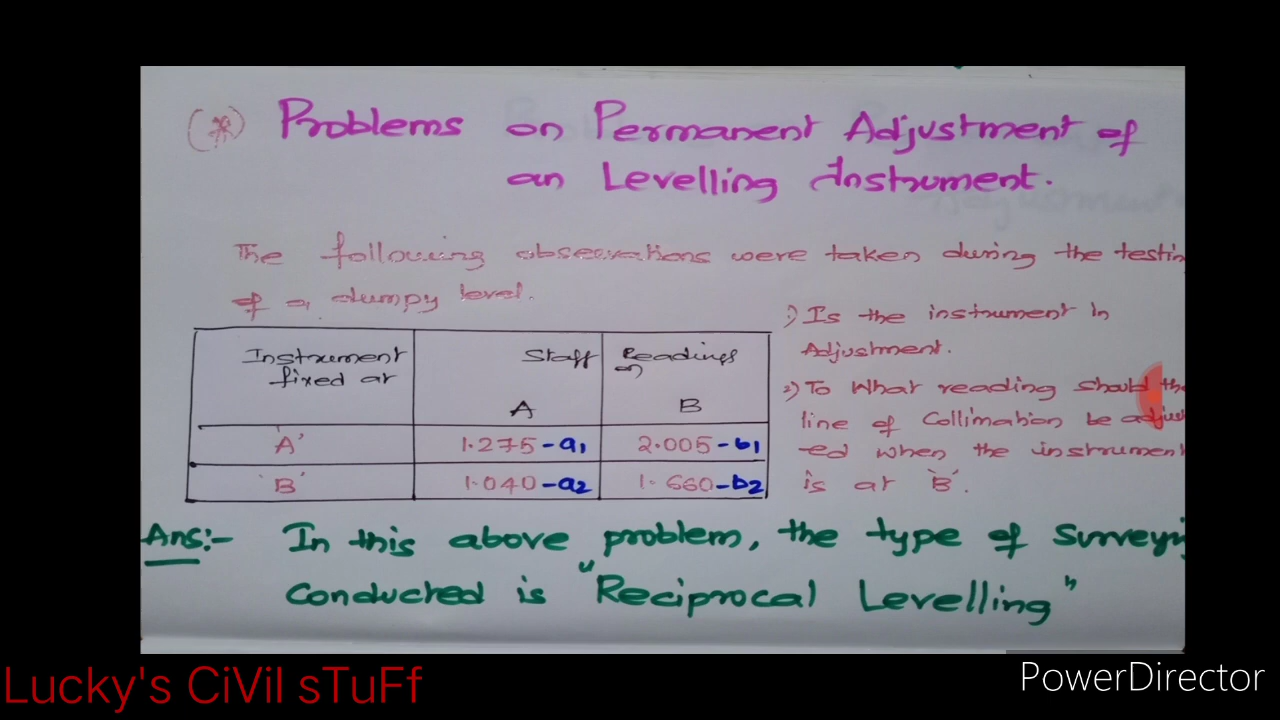 (*) Problems on Permanent Adjustment of
an Levelling Instrument.
The following observations were taken during the testin
of a dumpy level.
Instrument fixed at Staff Readings on
A B
'A' 1.275-a1 2.005-b1
'B' 1.040-a2 1.660-b2
1) Is the instrument in
Adjustment.
2) To What reading should the
line of Collimation be adjust
-ed when the instrument
is at 'B'.
Ans:- In this above problem, the type of Surveyi
Conducted is "Reciprocal Levelling"
Lucky's CiVil sTuFf
PowerDirector